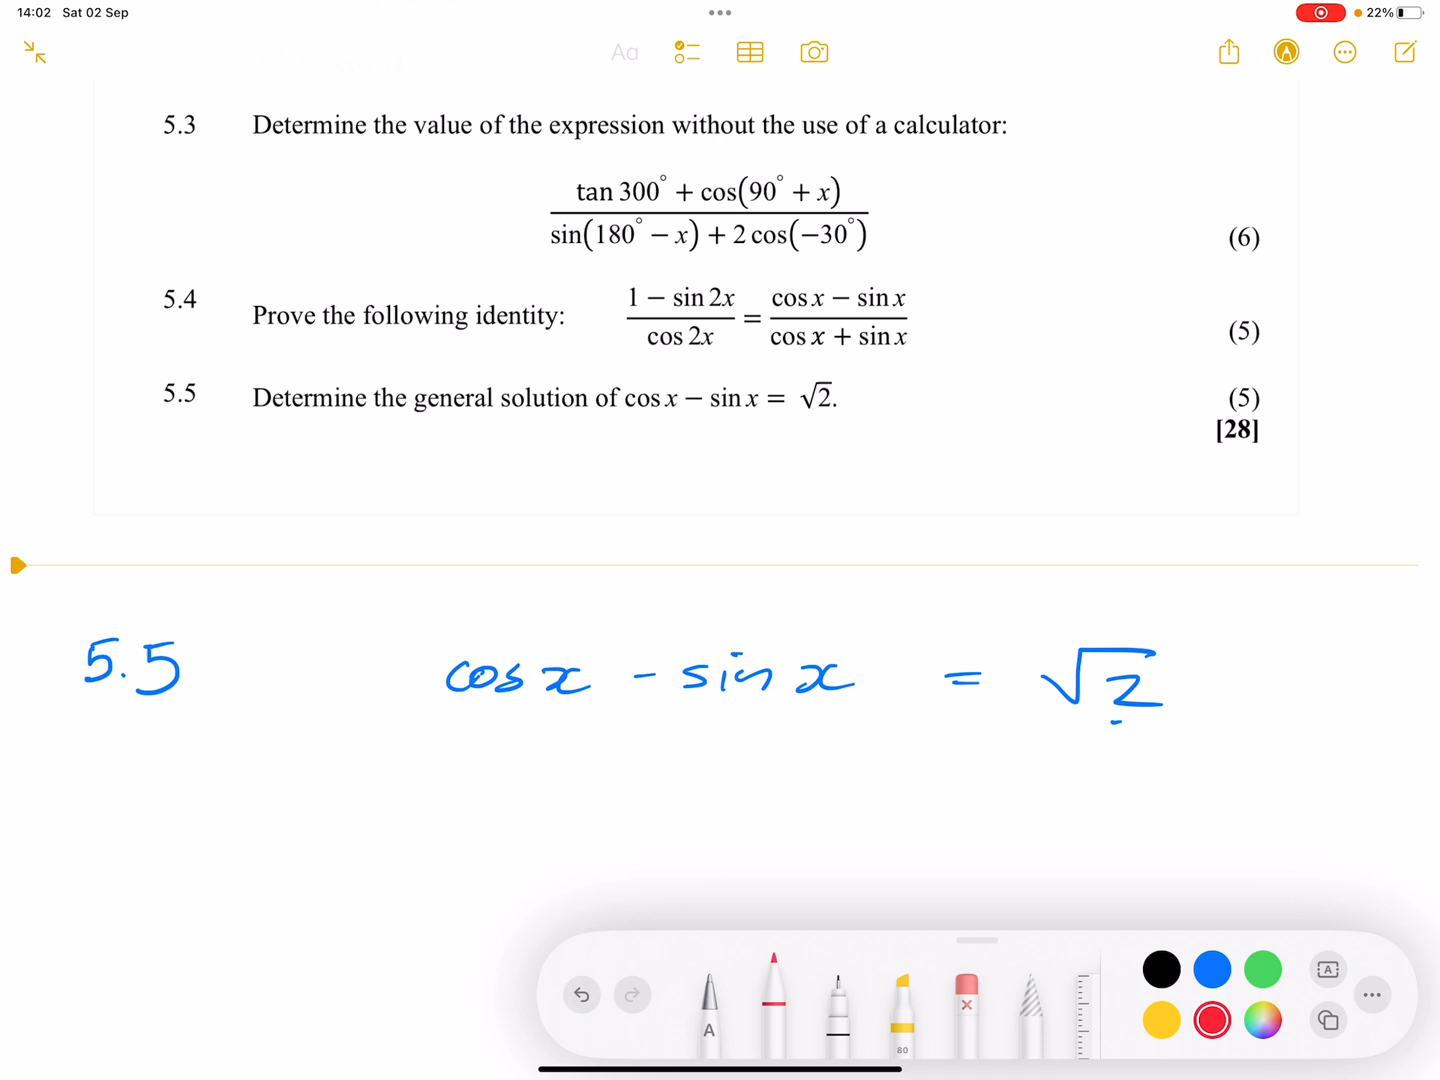 14:02 Sat 02 Sep 22%
Aa
5.3 Determine the value of the expression without the use of a calculator:
tan 300° + cos(90° + x)
sin(180° − x) + 2 cos(−30°) (6)
5.4 Prove the following identity: 1 − sin 2x / cos 2x = cos x − sin x / cos x + sin x (5)
5.5 Determine the general solution of cos x − sin x = √2. (5)
[28]
5.5 cos x − sin x = √2
A
80
A